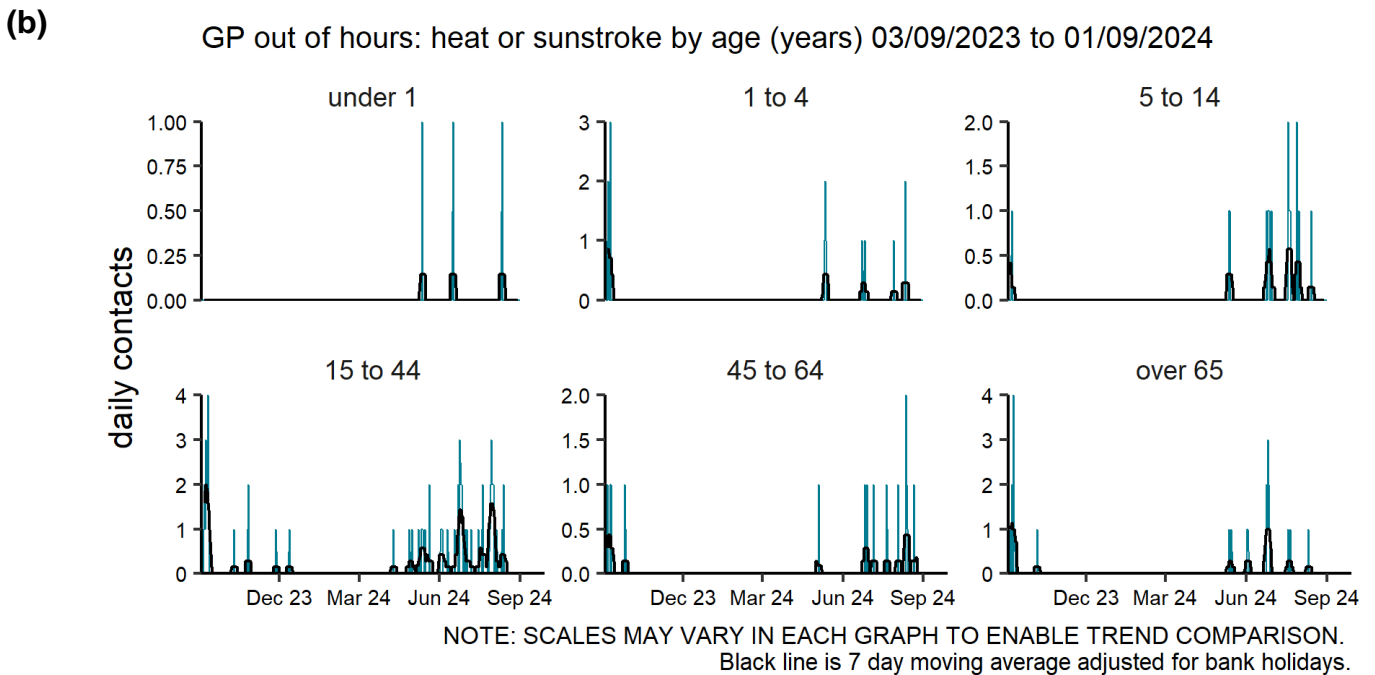 (b)
GP out of hours: heat or sunstroke by age (years) 03/09/2023 to 01/09/2024
daily contacts
under 1
1.00
0.75
0.50
0.25
0.00
1 to 4
3
2
1
0
5 to 14
2.0
1.5
1.0
0.5
0.0
15 to 44
4
3
2
1
0
Dec 23 Mar 24 Jun 24 Sep 24
45 to 64
2.0
1.5
1.0
0.5
0.0
Dec 23 Mar 24 Jun 24 Sep 24
over 65
4
3
2
1
0
Dec 23 Mar 24 Jun 24 Sep 24
NOTE: SCALES MAY VARY IN EACH GRAPH TO ENABLE TREND COMPARISON.
Black line is 7 day moving average adjusted for bank holidays.